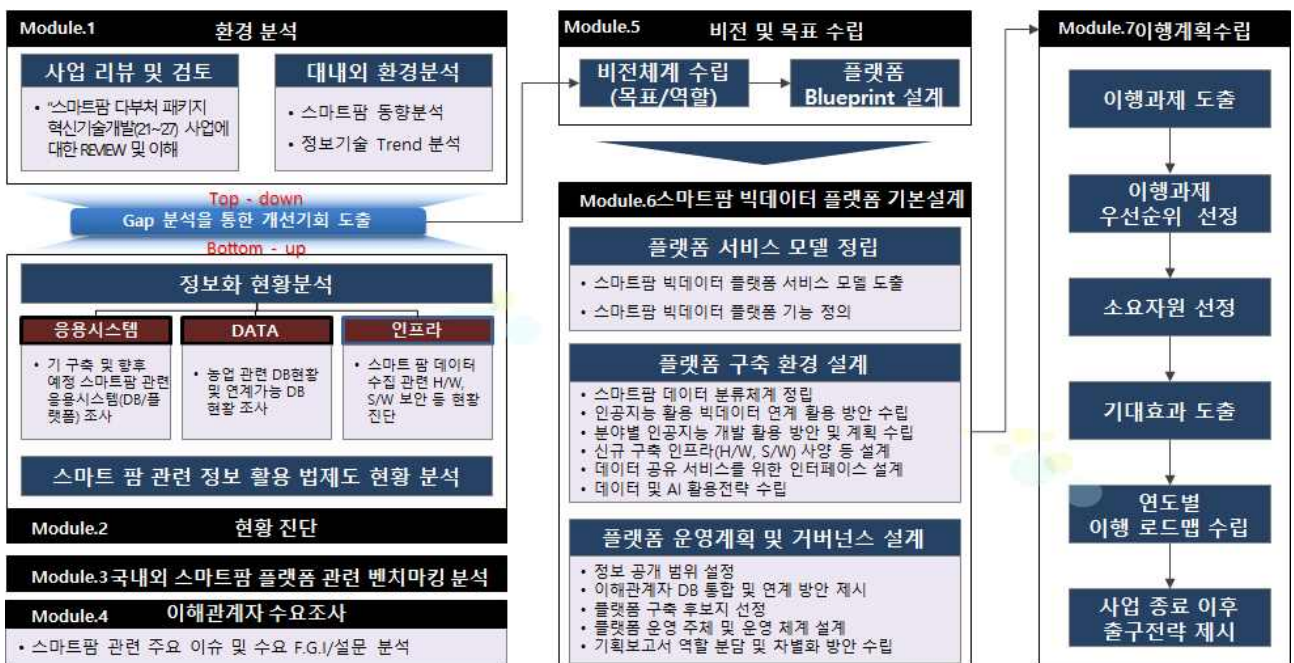 Module.1 환경 분석
사업 리뷰 및 검토
• "스마트팜 다부처 패키지
혁신기술개발(21~27) 사업에
대한 REVIEW 및 이해
대내외 환경분석
• 스마트팜 동향분석
• 정보기술 Trend 분석
Top - down
Gap 분석을 통한 개선기회 도출
Bottom - up
정보화 현황분석
응용시스템
• 기 구축 및 향후
예정 스마트팜 관련
응용시스템(DB/플
랫폼) 조사
DATA
• 농업 관련 DB현황
및 연계가능 DB
현황 조사
인프라
• 스마트 팜 데이터
수집 관련 H/W,
S/W 보안 등 현황
진단
스마트 팜 관련 정보 활용 법제도 현황 분석
Module.2 현황 진단
Module.3국내외 스마트팜 플랫폼 관련 벤치마킹 분석
Module.4 이해관계자 수요조사
• 스마트팜 관련 주요 이슈 및 수요 F.G.I/설문 분석
Module.5 비전 및 목표 수립
비전체계 수립
(목표/역할)
플랫폼
Blueprint 설계
Module.6스마트팜 빅데이터 플랫폼 기본설계
플랫폼 서비스 모델 정립
• 스마트팜 빅데이터 플랫폼 서비스 모델 도출
• 스마트팜 빅데이터 플랫폼 기능 정의
플랫폼 구축 환경 설계
• 스마트팜 데이터 분류체계 정립
• 인공지능 활용 빅데이터 연계 활용 방안 수립
• 분야별 인공지능 개발 활용 방안 및 계획 수립
• 신규 구축 인프라(H/W, S/W) 사양 등 설계
• 데이터 공유 서비스를 위한 인터페이스 설계
• 데이터 및 AI 활용전략 수립
플랫폼 운영계획 및 거버넌스 설계
• 정보 공개 범위 설정
• 이해관계자 DB 통합 및 연계 방안 제시
• 플랫폼 구축 후보지 선정
• 플랫폼 운영 주체 및 운영 체계 설계
• 기획보고서 역할 분담 및 차별화 방안 수립
Module.7이행계획수립
이행과제 도출
이행과제
우선순위 선정
소요자원 선정
기대효과 도출
연도별
이행 로드맵 수립
사업 종료 이후
출구전략 제시